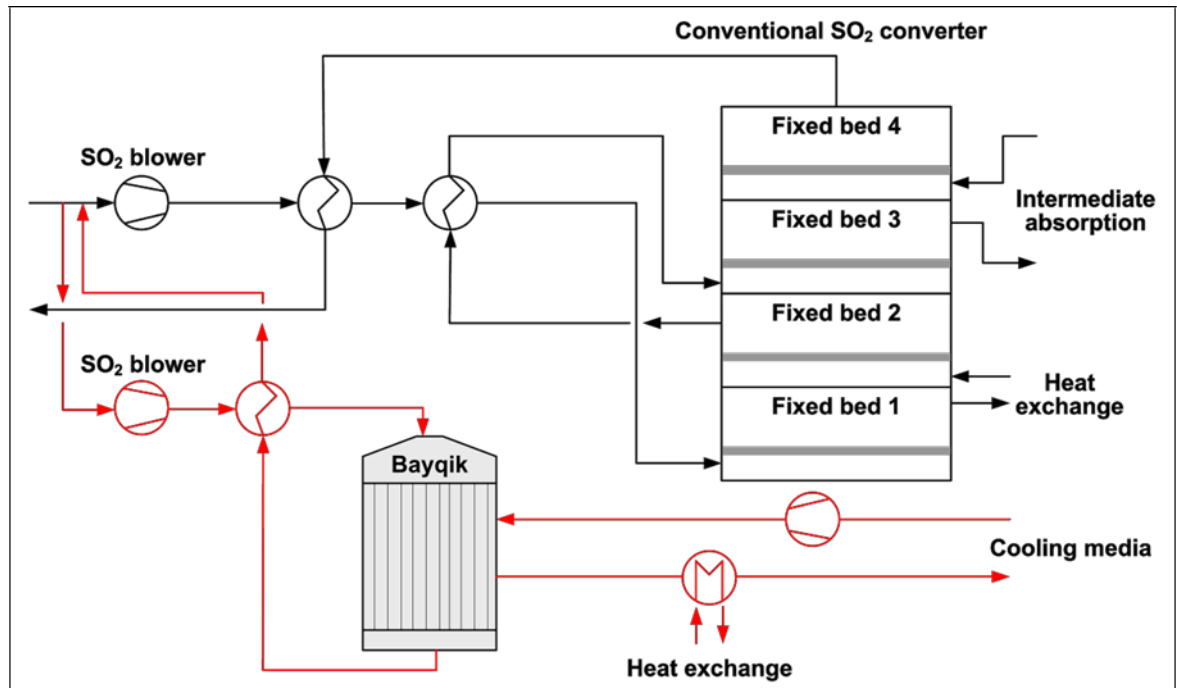 Conventional SO₂ converter
Fixed bed 4
SO₂ blower
Intermediate
absorption
Fixed bed 3
Fixed bed 2
SO₂ blower
Heat
exchange
Fixed bed 1
Bayqik
Cooling media
Heat exchange